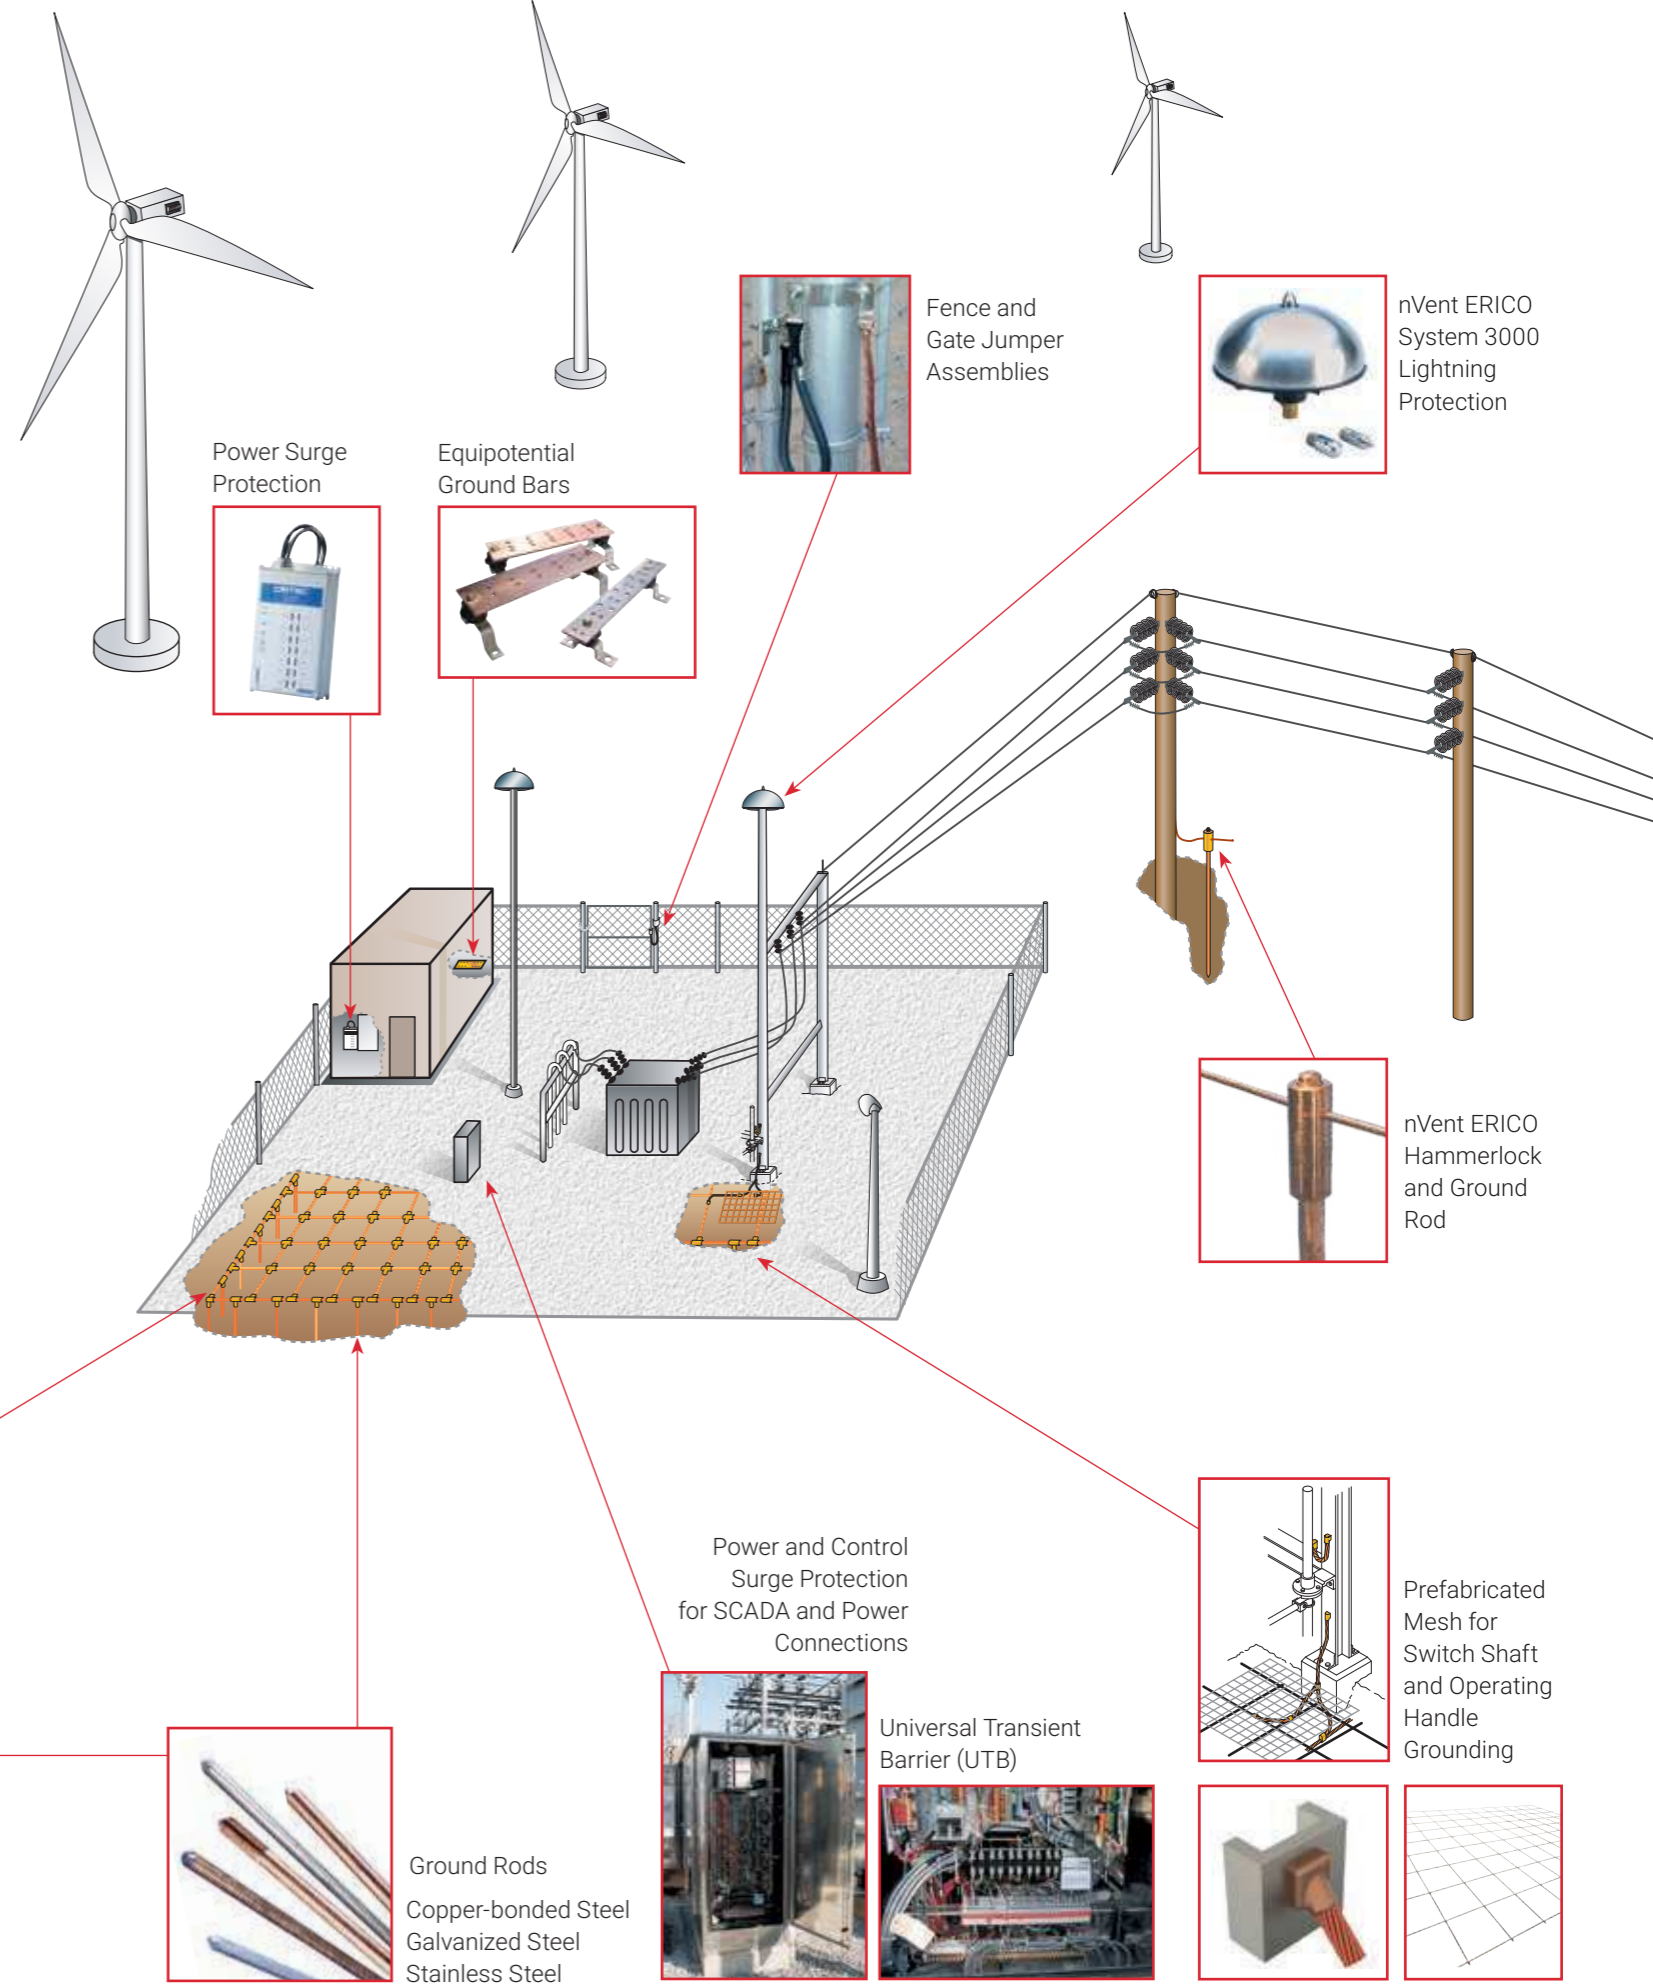 Fence and
Gate Jumper
Assemblies
nVent ERICO
System 3000
Lightning
Protection
Power Surge
Protection
Equipotential
Ground Bars
nVent ERICO
Hammerlock
and Ground
Rod
Power and Control
Surge Protection
for SCADA and Power
Connections
Universal Transient
Barrier (UTB)
Prefabricated
Mesh for
Switch Shaft
and Operating
Handle
Grounding
Ground Rods
Copper-bonded Steel
Galvanized Steel
Stainless Steel